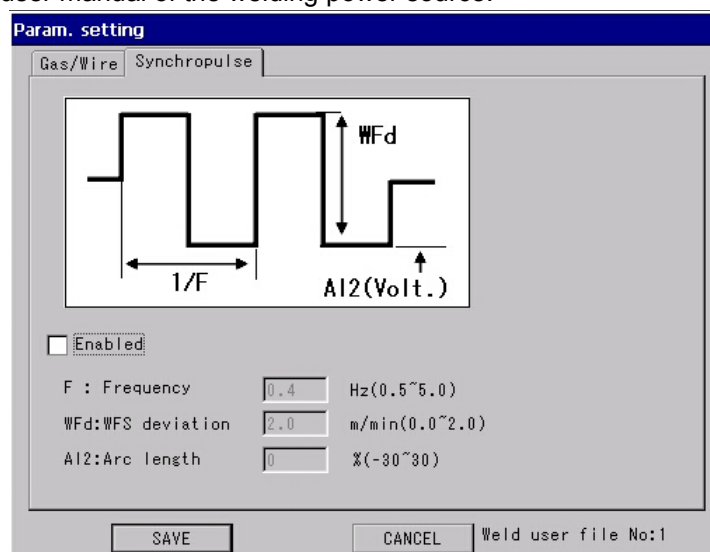 user manual of the welding power source.
Param. setting
Gas/Wire Synchropulse
WFd
1/F
Al2(Volt.)
Enabled
F : Frequency 0.4 Hz(0.5~5.0)
WFd:WFS deviation 2.0 m/min(0.0~2.0)
Al2:Arc length 0 %(-30~30)
SAVE CANCEL Weld user file No:1